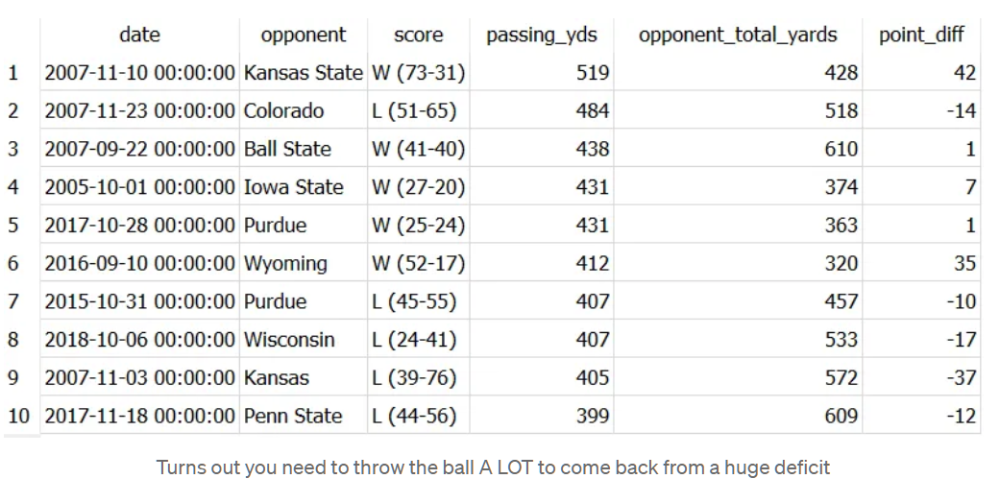 date opponent score passing_yds opponent_total_yards point_diff
1 2007-11-10 00:00:00 Kansas State W (73-31) 519 428 42
2 2007-11-23 00:00:00 Colorado L (51-65) 484 518 -14
3 2007-09-22 00:00:00 Ball State W (41-40) 438 610 1
4 2005-10-01 00:00:00 Iowa State W (27-20) 431 374 7
5 2017-10-28 00:00:00 Purdue W (25-24) 431 363 1
6 2016-09-10 00:00:00 Wyoming W (52-17) 412 320 35
7 2015-10-31 00:00:00 Purdue L (45-55) 407 457 -10
8 2018-10-06 00:00:00 Wisconsin L (24-41) 407 533 -17
9 2007-11-03 00:00:00 Kansas L (39-76) 405 572 -37
10 2017-11-18 00:00:00 Penn State L (44-56) 399 609 -12
Turns out you need to throw the ball A LOT to come back from a huge deficit